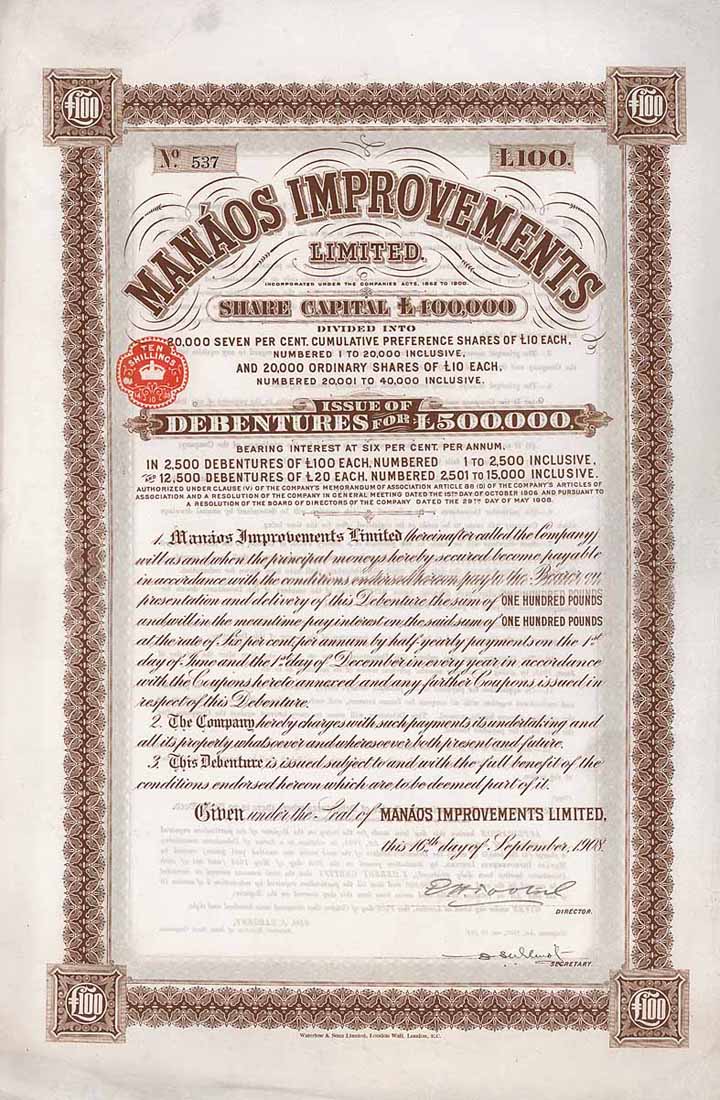 £100
£100
No. 537
£100.
MANÁOS IMPROVEMENTS
LIMITED.
INCORPORATED UNDER THE COMPANIES ACTS, 1862 TO 1900.
SHARE CAPITAL £400,000
DIVIDED INTO
20,000 SEVEN PER CENT. CUMULATIVE PREFERENCE SHARES OF £10 EACH,
NUMBERED 1 TO 20,000 INCLUSIVE,
AND 20,000 ORDINARY SHARES OF £10 EACH,
NUMBERED 20,001 TO 40,000 INCLUSIVE.
TEN
SHILLINGS
ISSUE OF
DEBENTURES FOR £500000.
BEARING INTEREST AT SIX PER CENT. PER ANNUM,
IN 2,500 DEBENTURES OF £100 EACH, NUMBERED 1 TO 2,500 INCLUSIVE,
AND 12,500 DEBENTURES OF £20 EACH, NUMBERED 2,501 TO 15,000 INCLUSIVE.
AUTHORIZED UNDER CLAUSE (V) OF THE COMPANY'S MEMORANDUM OF ASSOCIATION ARTICLE 88 (D) OF THE COMPANY'S ARTICLES OF
ASSOCIATION AND A RESOLUTION OF THE COMPANY IN GENERAL MEETING DATED THE 15TH DAY OF OCTOBER 1906, AND PURSUANT TO
A RESOLUTION OF THE BOARD OF DIRECTORS OF THE COMPANY DATED THE 29TH DAY OF MAY 1908.
1. Manáos Improvements Limited (hereinafter called the Company)
will as and when the principal moneys hereby secured become payable
in accordance with the conditions endorsed hereon pay to the Bearer on
presentation and delivery of this Debenture the sum of ONE HUNDRED POUNDS
and will in the meantime pay interest on the said sum of ONE HUNDRED POUNDS
at the rate of Six per cent. per annum by half-yearly payments on the 1st
day of June and the 1st day of December in every year in accordance
with the Coupons hereto annexed and any further Coupons issued in
respect of this Debenture.
2. The Company hereby charges with such payments its undertaking and
all its property whatsoever and wheresoever both present and future.
3. This Debenture is issued subject to and with the full benefit of the
conditions endorsed hereon which are to be deemed part of it.
Given under the Seal of MANÁOS IMPROVEMENTS LIMITED,
this 16th day of September, 1908.
DIRECTOR.
SECRETARY.
£100
£100
Waterlow & Sons Limited, London Wall, London, E.C.